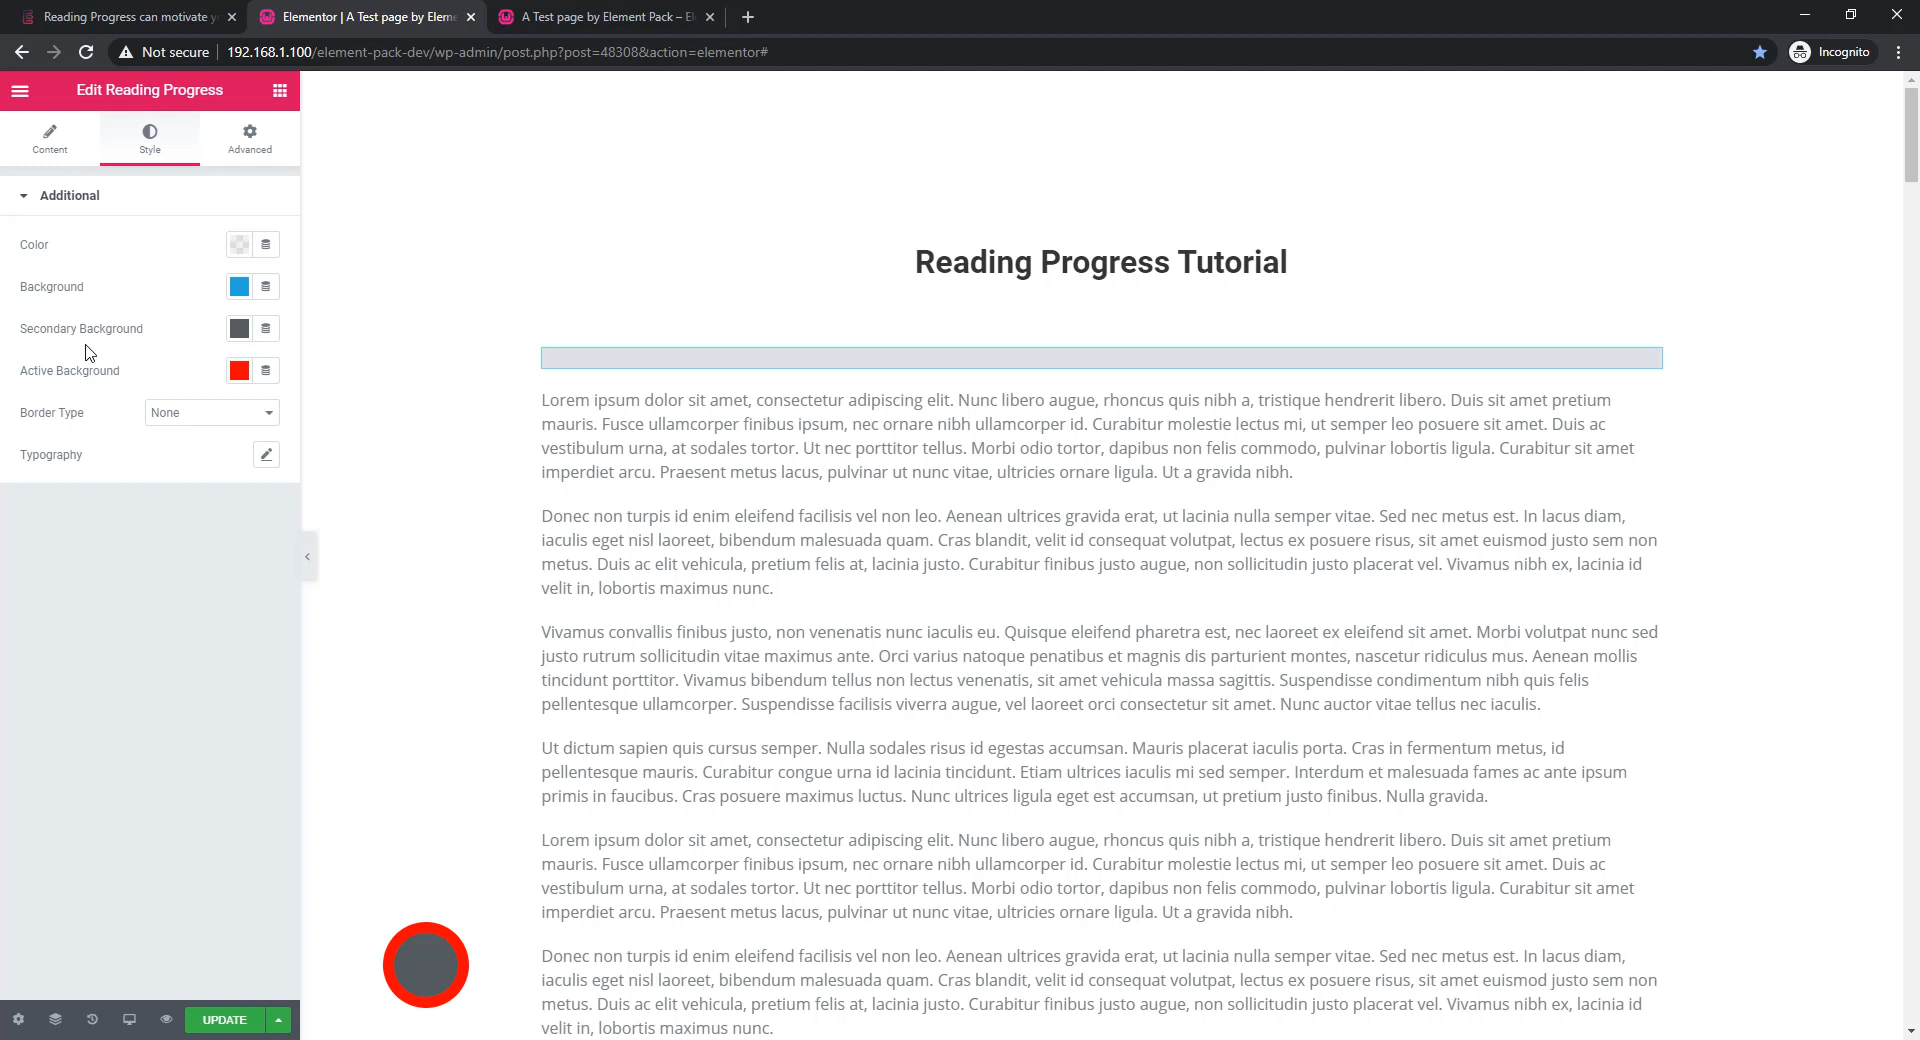 Reading Progress can motivate y
Elementor | A Test page by Eleme
A Test page by Element Pack – El
Not secure
192.168.1.100/element-pack-dev/wp-admin/post.php?post=48308&action=elementor#
Incognito
Edit Reading Progress
Content
Style
Advanced
Additional
Color
Background
Secondary Background
Active Background
Border Type
None
Typography
UPDATE
Reading Progress Tutorial
Lorem ipsum dolor sit amet, consectetur adipiscing elit. Nunc libero augue, rhoncus quis nibh a, tristique hendrerit libero. Duis sit amet pretium
mauris. Fusce ullamcorper finibus ipsum, nec ornare nibh ullamcorper id. Curabitur molestie lectus mi, ut semper leo posuere sit amet. Duis ac
vestibulum urna, at sodales tortor. Ut nec porttitor tellus. Morbi odio tortor, dapibus non felis commodo, pulvinar lobortis ligula. Curabitur sit amet
imperdiet arcu. Praesent metus lacus, pulvinar ut nunc vitae, ultricies ornare ligula. Ut a gravida nibh.
Donec non turpis id enim eleifend facilisis vel non leo. Aenean ultrices gravida erat, ut lacinia nulla semper vitae. Sed nec metus est. In lacus diam,
iaculis eget nisl laoreet, bibendum malesuada quam. Cras blandit, velit id consequat volutpat, lectus ex posuere risus, sit amet euismod justo sem non
metus. Duis ac elit vehicula, pretium felis at, lacinia justo. Curabitur finibus justo augue, non sollicitudin justo placerat vel. Vivamus nibh ex, lacinia id
velit in, lobortis maximus nunc.
Vivamus convallis finibus justo, non venenatis nunc iaculis eu. Quisque eleifend pharetra est, nec laoreet ex eleifend sit amet. Morbi volutpat nunc sed
justo rutrum sollicitudin vitae maximus ante. Orci varius natoque penatibus et magnis dis parturient montes, nascetur ridiculus mus. Aenean mollis
tincidunt porttitor. Vivamus bibendum tellus non lectus venenatis, sit amet vehicula massa sagittis. Suspendisse condimentum nibh quis felis
pellentesque ullamcorper. Suspendisse facilisis viverra augue, vel laoreet orci consectetur sit amet. Nunc auctor vitae tellus nec iaculis.
Ut dictum sapien quis cursus semper. Nulla sodales risus id egestas accumsan. Mauris placerat iaculis porta. Cras in fermentum metus, id
pellentesque mauris. Curabitur congue urna id lacinia tincidunt. Etiam ultrices iaculis mi sed semper. Interdum et malesuada fames ac ante ipsum
primis in faucibus. Cras posuere maximus luctus. Nunc ultrices ligula eget est accumsan, ut pretium justo finibus. Nulla gravida.
Lorem ipsum dolor sit amet, consectetur adipiscing elit. Nunc libero augue, rhoncus quis nibh a, tristique hendrerit libero. Duis sit amet pretium
mauris. Fusce ullamcorper finibus ipsum, nec ornare nibh ullamcorper id. Curabitur molestie lectus mi, ut semper leo posuere sit amet. Duis ac
vestibulum urna, at sodales tortor. Ut nec porttitor tellus. Morbi odio tortor, dapibus non felis commodo, pulvinar lobortis ligula. Curabitur sit amet
imperdiet arcu. Praesent metus lacus, pulvinar ut nunc vitae, ultricies ornare ligula. Ut a gravida nibh.
Donec non turpis id enim eleifend facilisis vel non leo. Aenean ultrices gravida erat, ut lacinia nulla semper vitae. Sed nec metus est. In lacus diam,
iaculis eget nisl laoreet, bibendum malesuada quam. Cras blandit, velit id consequat volutpat, lectus ex posuere risus, sit amet euismod justo sem non
metus. Duis ac elit vehicula, pretium felis at, lacinia justo. Curabitur finibus justo augue, non sollicitudin justo placerat vel. Vivamus nibh ex, lacinia id
velit in, lobortis maximus nunc.